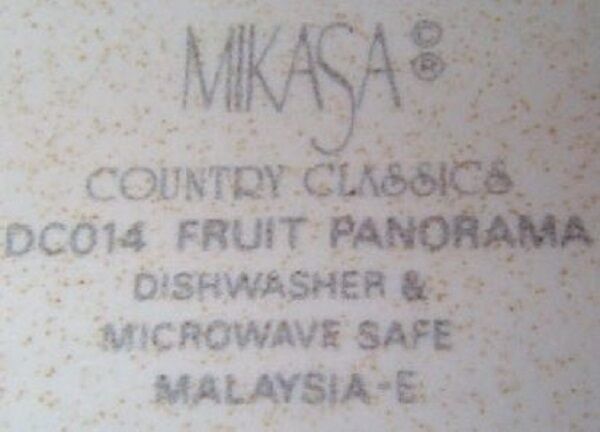 MIKASA © ®
COUNTRY CLASSICS
DC014 FRUIT PANORAMA
DISHWASHER &
MICROWAVE SAFE
MALAYSIA-E